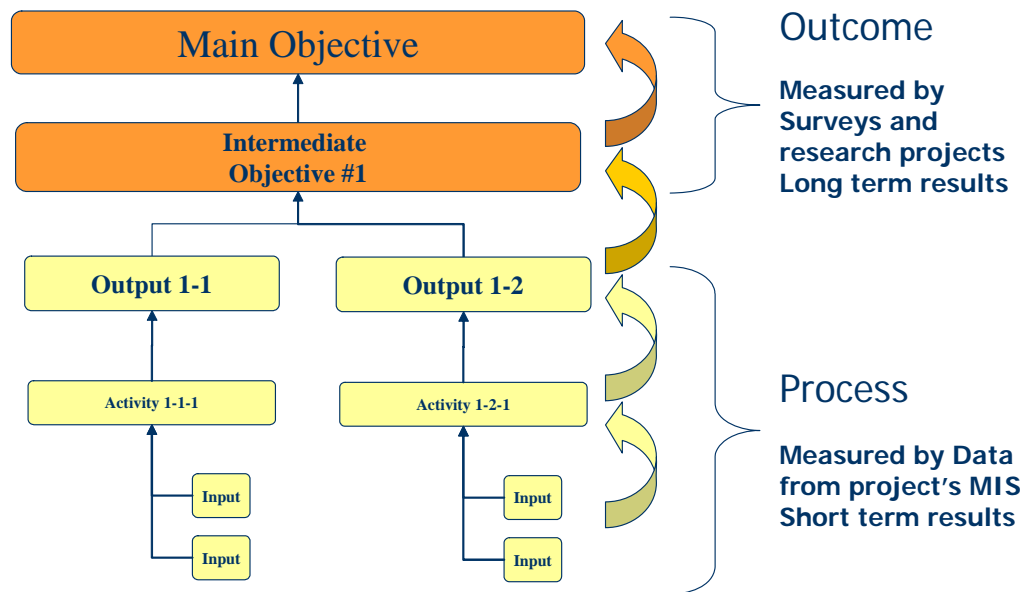 Main Objective
Outcome
Measured by
Surveys and
research projects
Long term results
Intermediate
Objective #1
Output 1-1
Output 1-2
Activity 1-1-1
Activity 1-2-1
Process
Measured by Data
from project's MIS
Short term results
Input
Input
Input
Input